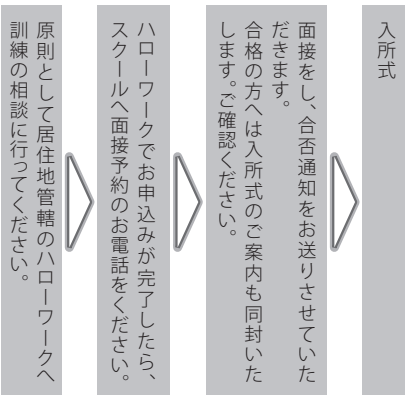 原則として居住地管轄のハローワークへ
訓練の相談に行ってください。
ハローワークでお申込みが完了したら、
スクールへ面接予約のお電話をください。
面接をし、合否通知をお送りさせていた
だきます。
合格の方へは入所式のご案内も同封いた
します。ご確認ください。
入所式